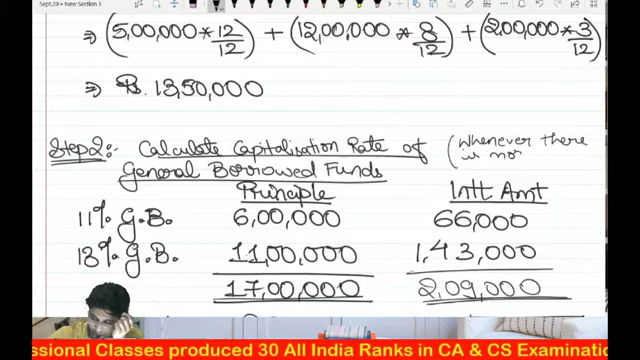 Sept.20 New Section 3
⇒ (5,00,000*12/12) + (12,00,000*8/12) + (2,00,000*3/12)
⇒ Rs. 13,50,000
Step 2:- Calculate Capitalisation Rate of (Whenever there
General Borrowed Funds is mo
Principle Intt Amt
11% G.B. 6,00,000 66,000
13% G.B. 11,00,000 1,43,000
17,00,000 2,09,000
ssional Classes produced 30 All India Ranks in CA & CS Examinatio